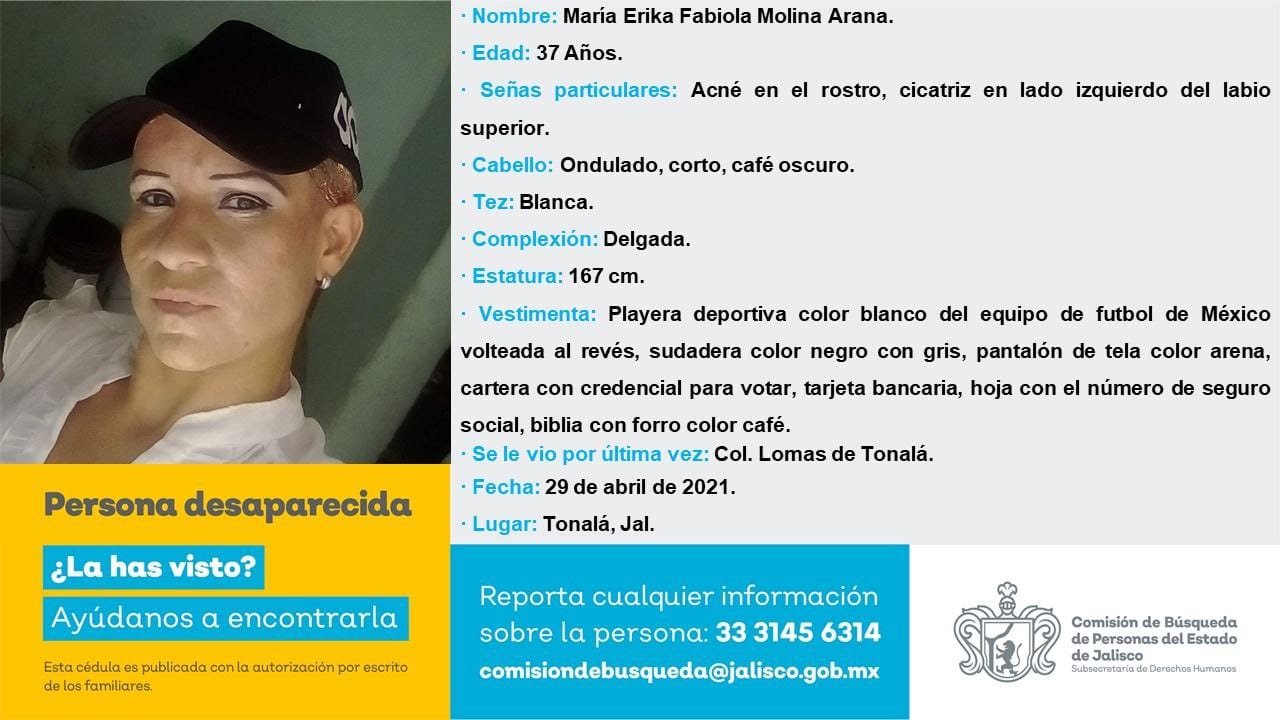 · Nombre: María Erika Fabiola Molina Arana.
· Edad: 37 Años.
· Señas particulares: Acné en el rostro, cicatriz en lado izquierdo del labio
superior.
· Cabello: Ondulado, corto, café oscuro.
· Tez: Blanca.
· Complexión: Delgada.
· Estatura: 167 cm.
· Vestimenta: Playera deportiva color blanco del equipo de futbol de México
volteada al revés, sudadera color negro con gris, pantalón de tela color arena,
cartera con credencial para votar, tarjeta bancaria, hoja con el número de seguro
social, biblia con forro color café.
· Se le vio por última vez: Col. Lomas de Tonalá.
· Fecha: 29 de abril de 2021.
· Lugar: Tonalá, Jal.
Persona desaparecida
¿La has visto?
Ayúdanos a encontrarla
Esta cédula es publicada con la autorización por escrito
de los familiares.
Reporta cualquier información
sobre la persona: 33 3145 6314
comisiondebusqueda@jalisco.gob.mx
Comisión de Búsqueda
de Personas del Estado
de Jalisco
Subsecretaría de Derechos Humanos